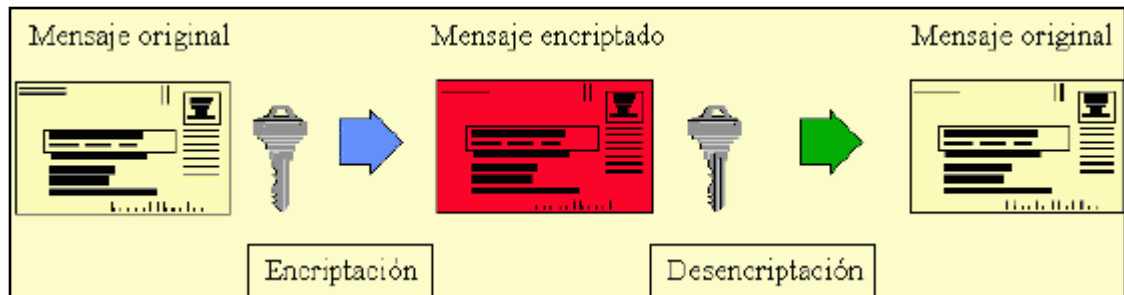 Mensaje original
Mensaje encriptado
Mensaje original
Encriptación
Desencriptación